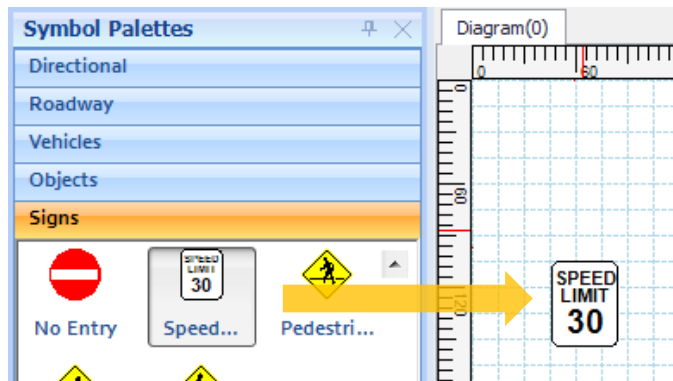 Symbol Palettes
Directional
Roadway
Vehicles
Objects
Signs
SPEED
LIMIT
30
No Entry
Speed...
Pedestri...
Diagram(0)
0
60
0
60
120
SPEED
LIMIT
30